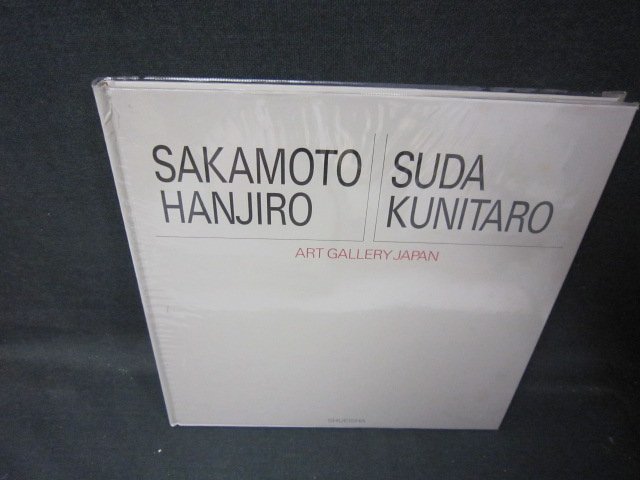 SAKAMOTO
HANJIRO
SUDA
KUNITARO
ART GALLERY JAPAN
SHUEISHA